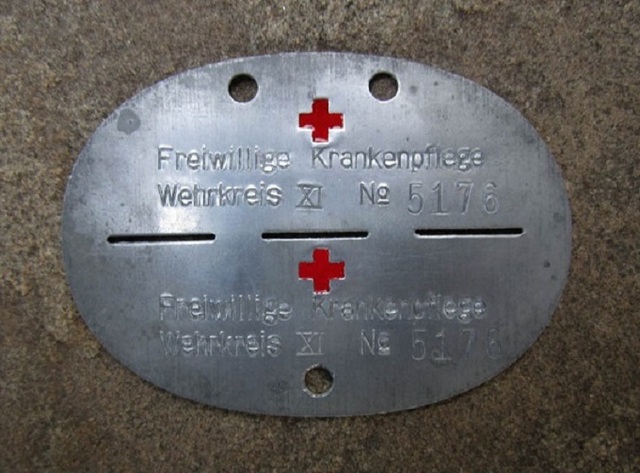 Freiwillige Krankenpflege
Wehrkreis XI № 5176
Freiwillige Krankenpflege
Wehrkreis XI № 5176